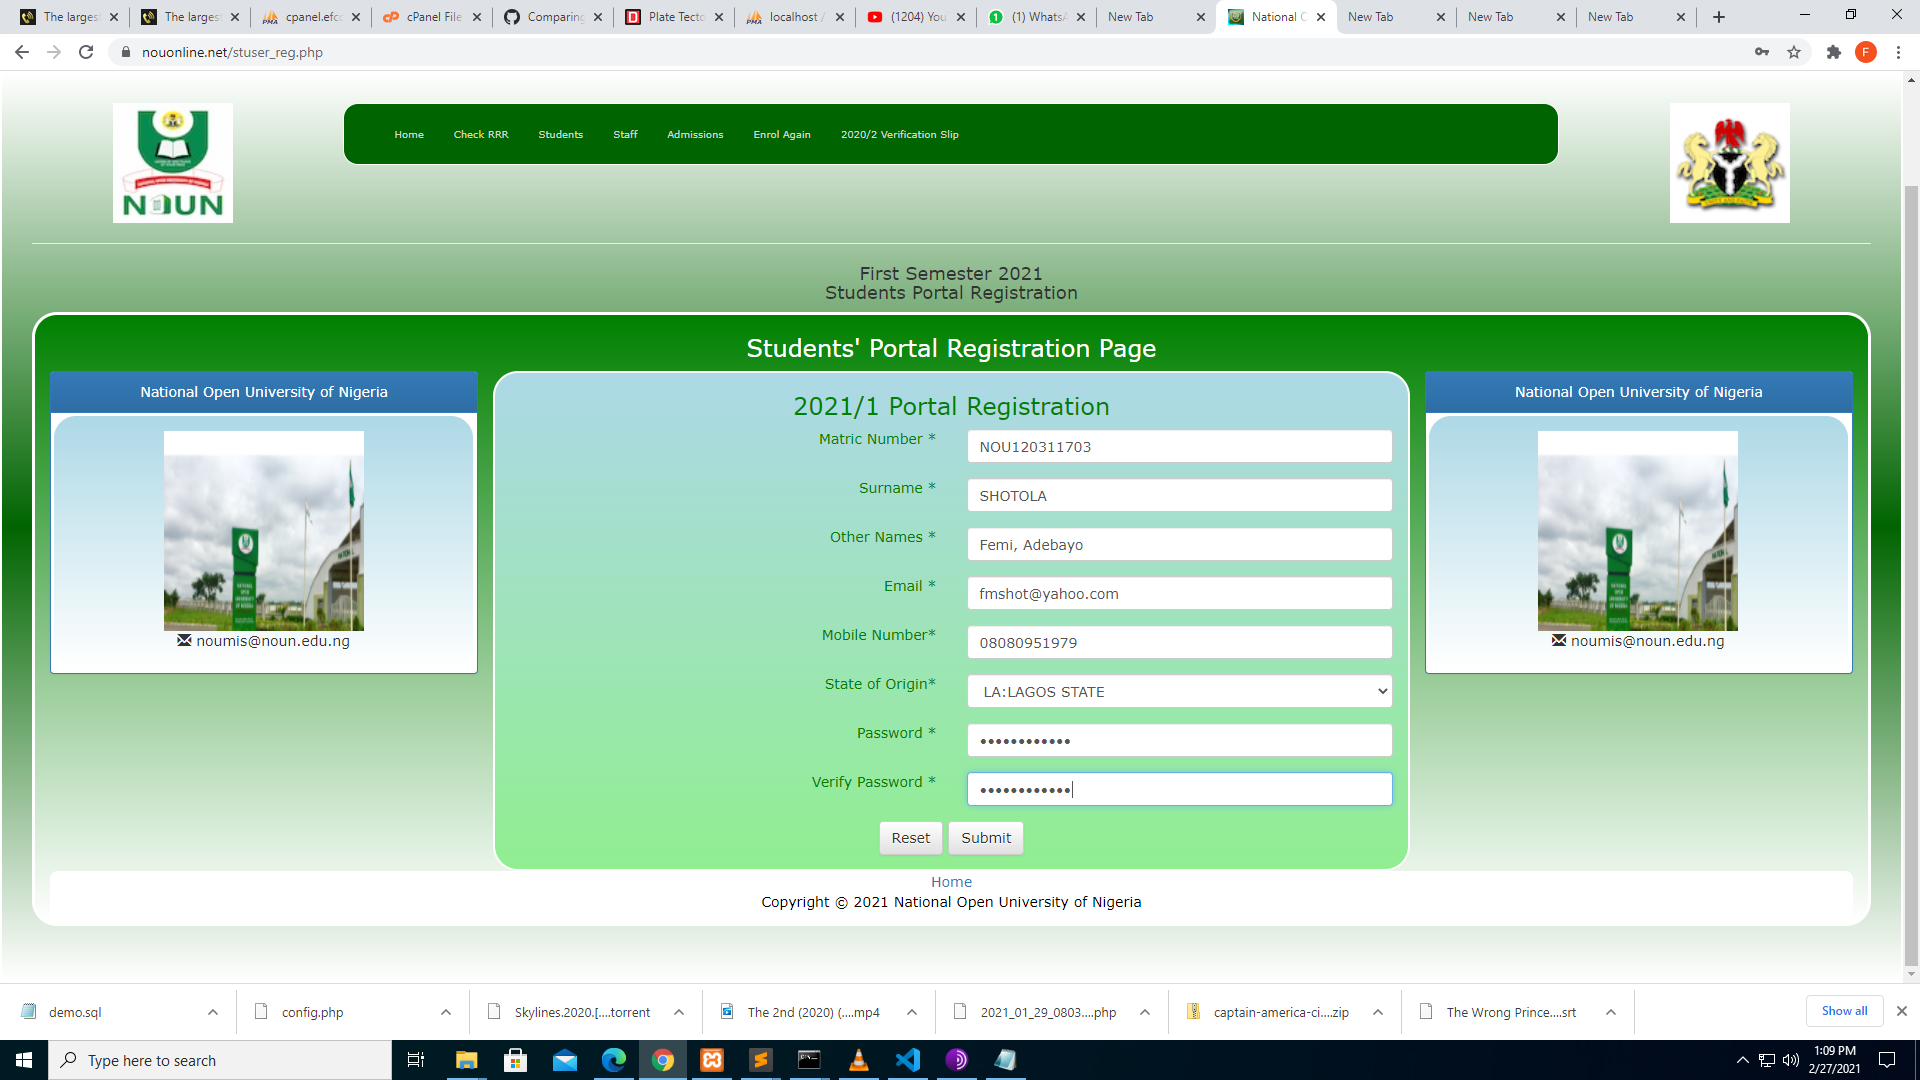 The larges
The larges
cpanel.efcc
cPanel File
Comparing
Plate Tecto
localhost /
(1204) You
(1) WhatsA
New Tab
National O
New Tab
New Tab
New Tab
nouonline.net/stuser_reg.php
F
NOUN
Home
Check RRR
Students
Staff
Admissions
Enrol Again
2020/2 Verification Slip
First Semester 2021
Students Portal Registration
Students' Portal Registration Page
National Open University of Nigeria
noumis@noun.edu.ng
2021/1 Portal Registration
Matric Number *
NOU120311703
Surname *
SHOTOLA
Other Names *
Femi, Adebayo
Email *
fmshot@yahoo.com
Mobile Number*
08080951979
State of Origin*
LA:LAGOS STATE
Password *
••••••••••••
Verify Password *
••••••••••••
Reset
Submit
National Open University of Nigeria
noumis@noun.edu.ng
Home
Copyright © 2021 National Open University of Nigeria
demo.sql
config.php
Skylines.2020.[....torrent
The 2nd (2020) (....mp4
2021_01_29_0803....php
captain-america-ci....zip
The Wrong Prince....srt
Show all
Type here to search
1:09 PM
2/27/2021